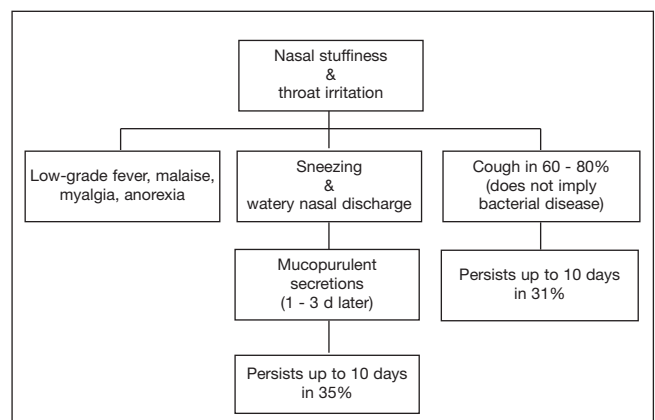 Nasal stuffiness
&
throat irritation
Low-grade fever, malaise,
myalgia, anorexia
Sneezing
&
watery nasal discharge
Cough in 60 - 80%
(does not imply
bacterial disease)
Mucopurulent
secretions
(1 - 3 d later)
Persists up to 10 days
in 31%
Persists up to 10 days
in 35%